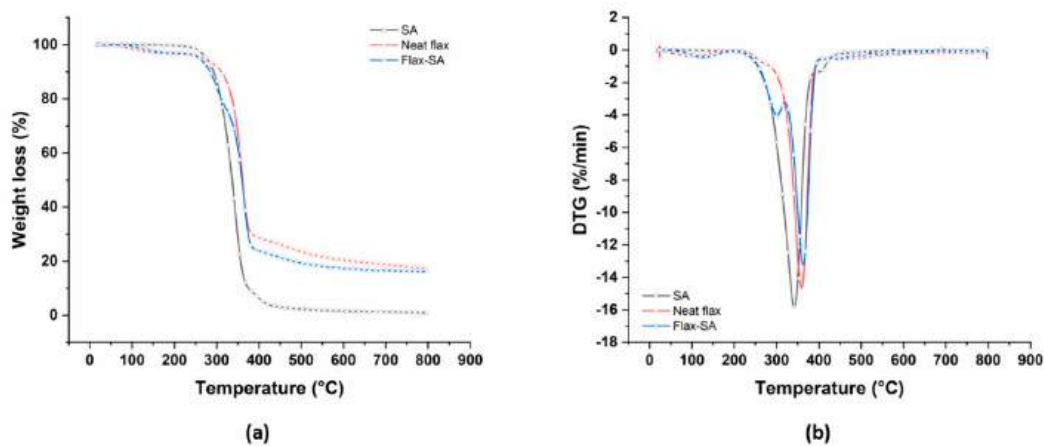 SA
Neat flax
Flax-SA
Weight loss (%)
100
80
60
40
20
0
0 100 200 300 400 500 600 700 800 900
Temperature (°C)
(a)
DTG (%/min)
2
0
-2
-4
-6
-8
-10
-12
-14
-16
-18
SA
Neat flax
Flax-SA
0 100 200 300 400 500 600 700 800 900
Temperature (°C)
(b)